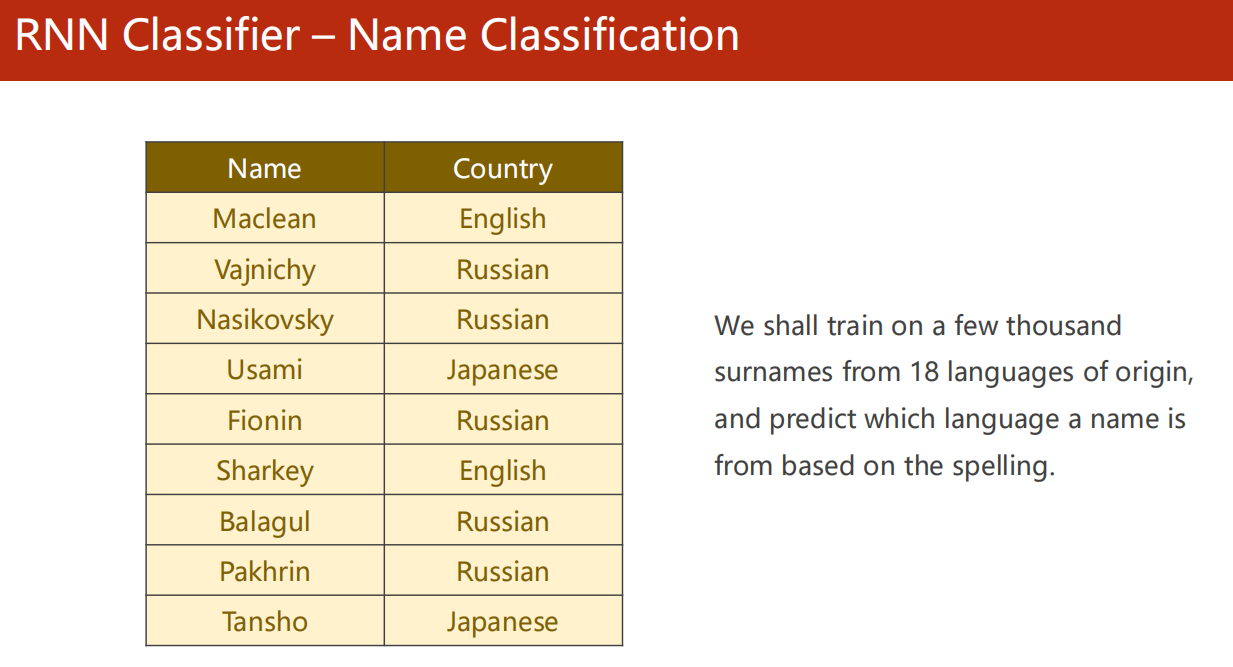 RNN Classifier – Name Classification
Name Country
Maclean English
Vajnichy Russian
Nasikovsky Russian
Usami Japanese
Fionin Russian
Sharkey English
Balagul Russian
Pakhrin Russian
Tansho Japanese
We shall train on a few thousand
surnames from 18 languages of origin,
and predict which language a name is
from based on the spelling.